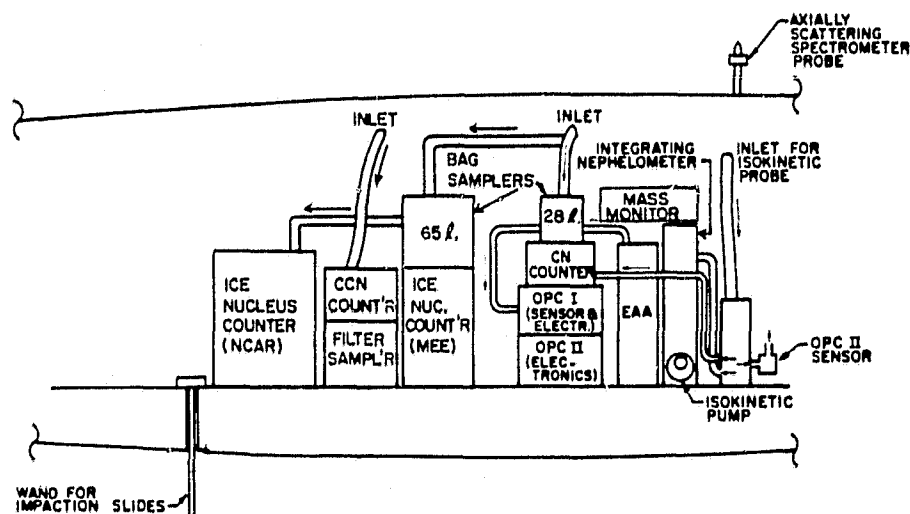 AXIALLY
SCATTERING
SPECTROMETER
PROBE
INLET
INLET
BAG
SAMPLERS
INTEGRATING
NEPHELOMETER
INLET FOR
ISOKINETIC
PROBE
MASS
MONITOR
65 ℓ.
28 ℓ.
ICE
NUCLEUS
COUNTER
(NCAR)
CCN
COUNT'R
FILTER
SAMPL'R
ICE
NUC.
COUNT'R
(MEE)
CN
COUNTER
OPC I
(SENSOR &
ELECTR.)
OPC II
(ELEC-
TRONICS)
EAA
OPC II
SENSOR
ISOKINETIC
PUMP
WAND FOR
IMPACTION SLIDES